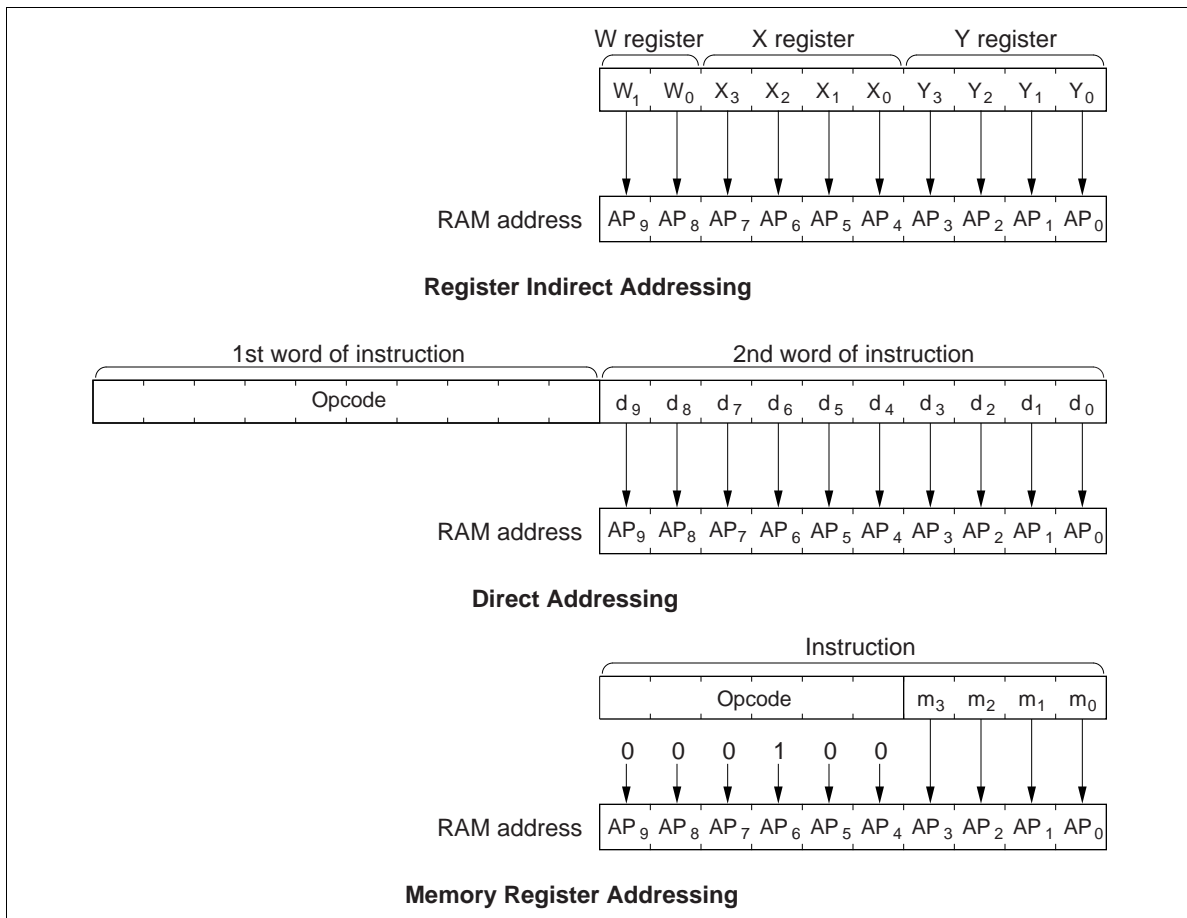 W register X register Y register
W1 W0 X3 X2 X1 X0 Y3 Y2 Y1 Y0
RAM address AP9 AP8 AP7 AP6 AP5 AP4 AP3 AP2 AP1 AP0
Register Indirect Addressing
1st word of instruction 2nd word of instruction
Opcode d9 d8 d7 d6 d5 d4 d3 d2 d1 d0
RAM address AP9 AP8 AP7 AP6 AP5 AP4 AP3 AP2 AP1 AP0
Direct Addressing
Instruction
Opcode m3 m2 m1 m0
0 0 0 1 0 0
RAM address AP9 AP8 AP7 AP6 AP5 AP4 AP3 AP2 AP1 AP0
Memory Register Addressing